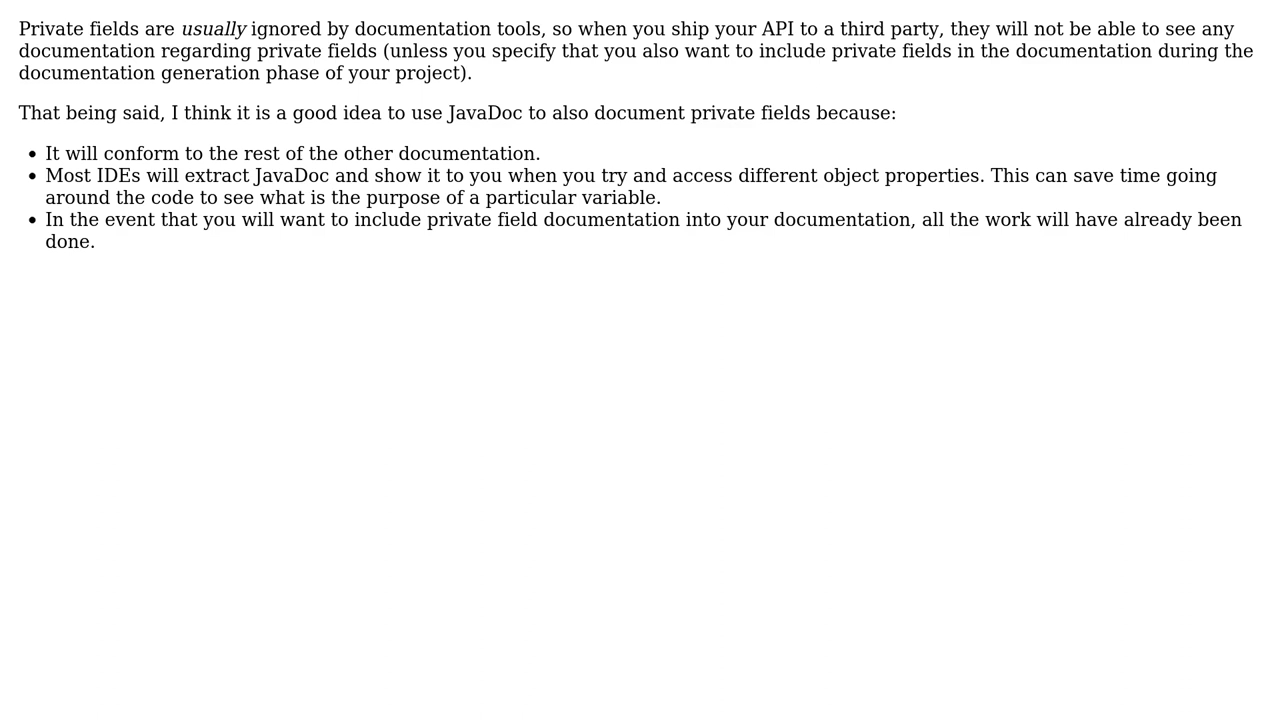 Private fields are usually ignored by documentation tools, so when you ship your API to a third party, they will not be able to see any
documentation regarding private fields (unless you specify that you also want to include private fields in the documentation during the
documentation generation phase of your project).
That being said, I think it is a good idea to use JavaDoc to also document private fields because:
• It will conform to the rest of the other documentation.
• Most IDEs will extract JavaDoc and show it to you when you try and access different object properties. This can save time going
around the code to see what is the purpose of a particular variable.
• In the event that you will want to include private field documentation into your documentation, all the work will have already been
done.